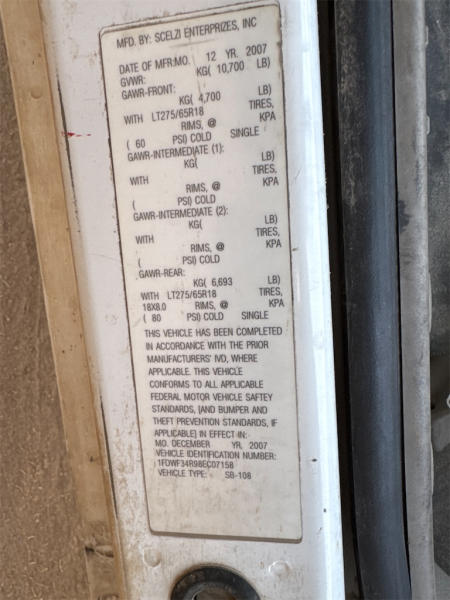 MFD. BY: SCELZI ENTERPRIZES, INC
DATE OF MFR:MO. 12 YR. 2007
GVWR: KG( 10,700 LB)
GAWR-FRONT:
KG( 4,700 LB)
WITH LT275/65R18 TIRES,
RIMS, @ KPA
( 60 PSI) COLD SINGLE
GAWR-INTERMEDIATE (1):
KG( LB)
WITH TIRES,
RIMS, @ KPA
( PSI) COLD
GAWR-INTERMEDIATE (2):
KG( LB)
WITH TIRES,
RIMS, @ KPA
( PSI) COLD
GAWR-REAR:
KG( 6,693 LB)
WITH LT275/65R18 TIRES,
18X8.0 RIMS, @ KPA
( 80 PSI) COLD SINGLE
THIS VEHICLE HAS BEEN COMPLETED
IN ACCORDANCE WITH THE PRIOR
MANUFACTURERS' IVD, WHERE
APPLICABLE. THIS VEHICLE
CONFORMS TO ALL APPLICABLE
FEDERAL MOTOR VEHICLE SAFTEY
STANDARDS, [AND BUMPER AND
THEFT PREVENTION STANDARDS, IF
APPLICABLE] IN EFFECT IN:
MO. DECEMBER YR. 2007
VEHICLE IDENTIFICATION NUMBER:
1FDWF34R98EC07158
VEHICLE TYPE: SB-108